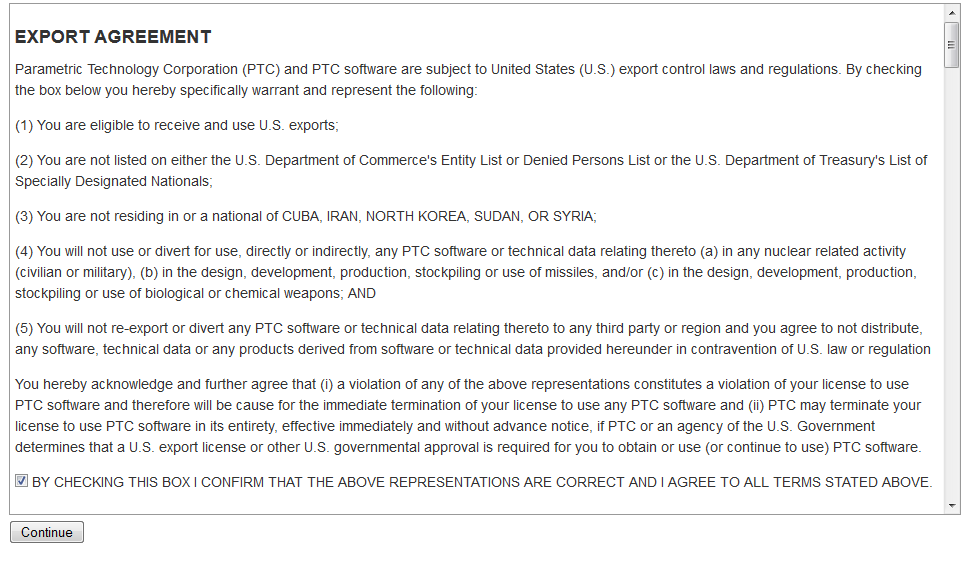 EXPORT AGREEMENT
Parametric Technology Corporation (PTC) and PTC software are subject to United States (U.S.) export control laws and regulations. By checking
the box below you hereby specifically warrant and represent the following:
(1) You are eligible to receive and use U.S. exports;
(2) You are not listed on either the U.S. Department of Commerce's Entity List or Denied Persons List or the U.S. Department of Treasury's List of
Specially Designated Nationals;
(3) You are not residing in or a national of CUBA, IRAN, NORTH KOREA, SUDAN, OR SYRIA;
(4) You will not use or divert for use, directly or indirectly, any PTC software or technical data relating thereto (a) in any nuclear related activity
(civilian or military), (b) in the design, development, production, stockpiling or use of missiles, and/or (c) in the design, development, production,
stockpiling or use of biological or chemical weapons; AND
(5) You will not re-export or divert any PTC software or technical data relating thereto to any third party or region and you agree to not distribute,
any software, technical data or any products derived from software or technical data provided hereunder in contravention of U.S. law or regulation
You hereby acknowledge and further agree that (i) a violation of any of the above representations constitutes a violation of your license to use
PTC software and therefore will be cause for the immediate termination of your license to use any PTC software and (ii) PTC may terminate your
license to use PTC software in its entirety, effective immediately and without advance notice, if PTC or an agency of the U.S. Government
determines that a U.S. export license or other U.S. governmental approval is required for you to obtain or use (or continue to use) PTC software.
BY CHECKING THIS BOX I CONFIRM THAT THE ABOVE REPRESENTATIONS ARE CORRECT AND I AGREE TO ALL TERMS STATED ABOVE.
Continue